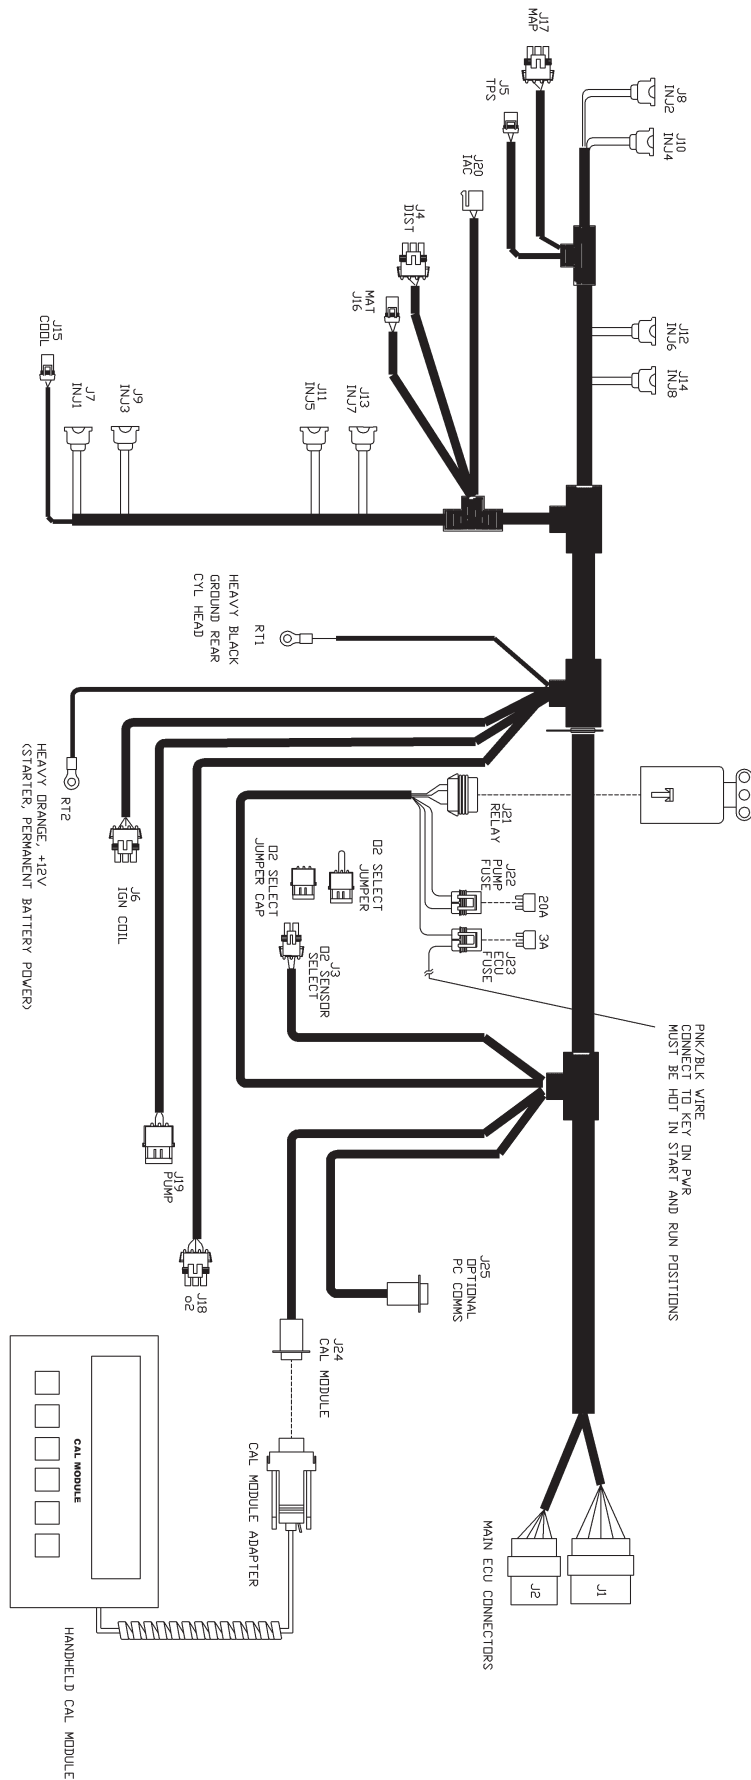 J17
MAP
J5
TPS
J8
INJ2
J10
INJ4
J20
IAC
J4
DIST
MAT
J16
J12
INJ6
J14
INJ8
J15
COOL
J7
INJ1
J9
INJ3
J11
INJ5
J13
INJ7
HEAVY BLACK
GROUND REAR
CYL HEAD
RT1
RT2
HEAVY ORANGE, +12V
(STARTER, PERMANENT BATTERY POWER)
J6
IGN COIL
J21
RELAY
J22
PUMP
FUSE
20A
J23
ECU
FUSE
3A
O2 SELECT
JUMPER
O2 SELECT
JUMPER CAP
J3
O2 SENSOR
SELECT
PNK/BLK WIRE
CONNECT TO KEY ON PWR
MUST BE HOT IN START AND RUN POSITIONS
J19
PUMP
J18
o2
J25
OPTIONAL
PC COMMS
J24
CAL MODULE
CAL MODULE ADAPTER
CAL MODULE
HANDHELD CAL MODULE
J1
J2
MAIN ECU CONNECTORS